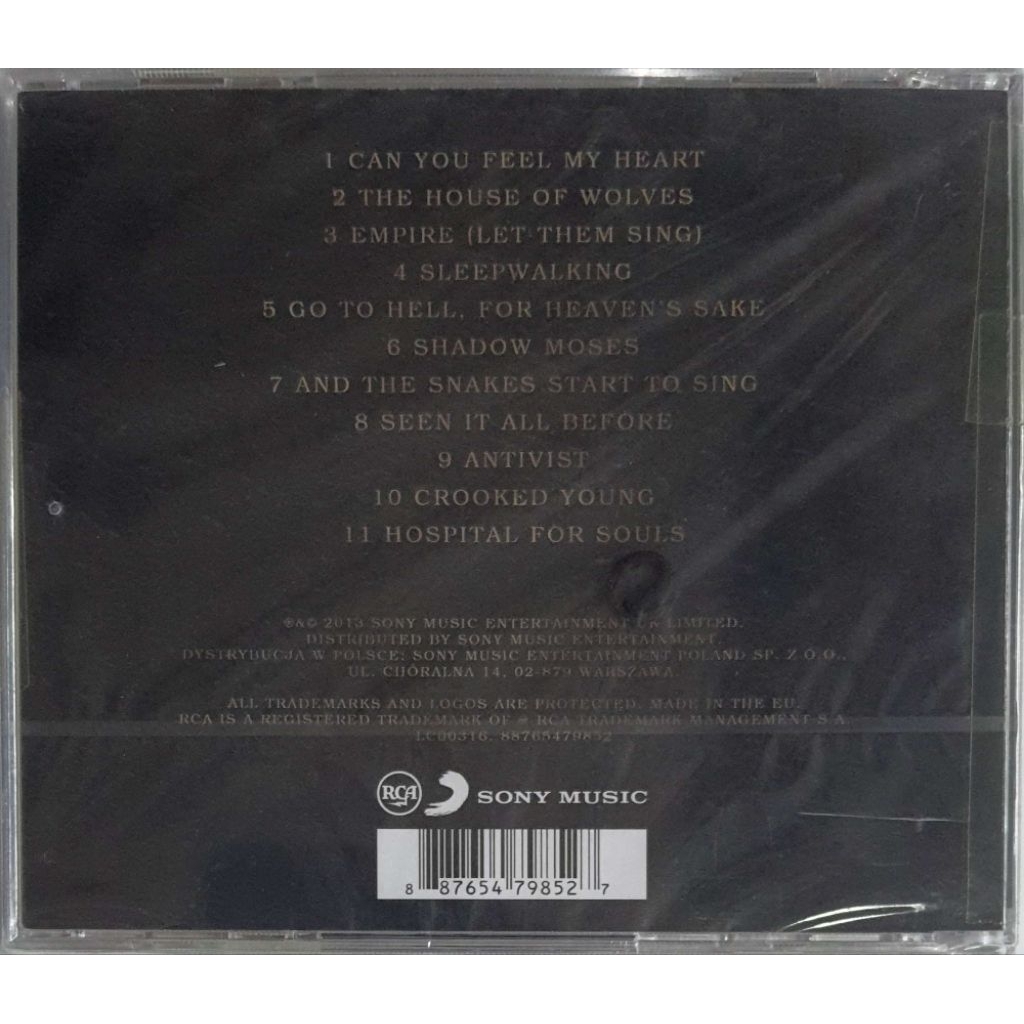 1 CAN YOU FEEL MY HEART
2 THE HOUSE OF WOLVES
3 EMPIRE (LET THEM SING)
4 SLEEPWALKING
5 GO TO HELL, FOR HEAVEN'S SAKE
6 SHADOW MOSES
7 AND THE SNAKES START TO SING
8 SEEN IT ALL BEFORE
9 ANTIVIST
10 CROOKED YOUNG
11 HOSPITAL FOR SOULS
℗&© 2013 SONY MUSIC ENTERTAINMENT UK LIMITED.
DISTRIBUTED BY SONY MUSIC ENTERTAINMENT.
DYSTRYBUCJA W POLSCE: SONY MUSIC ENTERTAINMENT POLAND SP. Z O.O.,
UL. CHÓRALNA 14, 02-879 WARSZAWA.
ALL TRADEMARKS AND LOGOS ARE PROTECTED. MADE IN THE EU.
RCA IS A REGISTERED TRADEMARK OF ® RCA TRADEMARK MANAGEMENT S.A.
LC00316. 88765479852
RCA SONY MUSIC
8 87654 79852 7